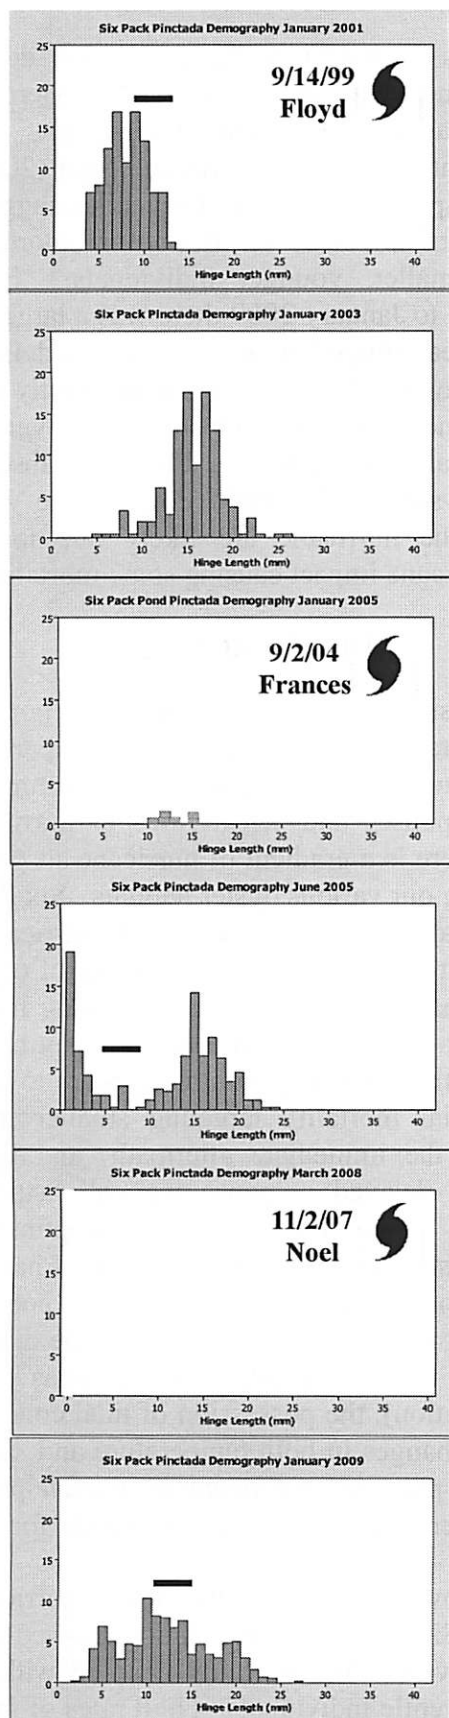 Six Pack Pinctada Demography January 2001
9/14/99
Floyd
25
20
15
10
5
0
0 5 10 15 20 25 30 35 40
Hinge Length (mm)
Six Pack Pinctada Demography January 2003
25
20
15
10
5
0
0 5 10 15 20 25 30 35 40
Hinge Length (mm)
Six Pack Pond Pinctada Demography January 2005
9/2/04
Frances
25
20
15
10
5
0
0 5 10 15 20 25 30 35 40
Hinge Length (mm)
Six Pack Pinctada Demography June 2005
25
20
15
10
5
0
0 5 10 15 20 25 30 35 40
Hinge Length (mm)
Six Pack Pinctada Demography March 2008
11/2/07
Noel
25
20
15
10
5
0
0 5 10 15 20 25 30 35 40
Hinge Length (mm)
Six Pack Pinctada Demography January 2009
25
20
15
10
5
0
0 5 10 15 20 25 30 35 40
Hinge Length (mm)